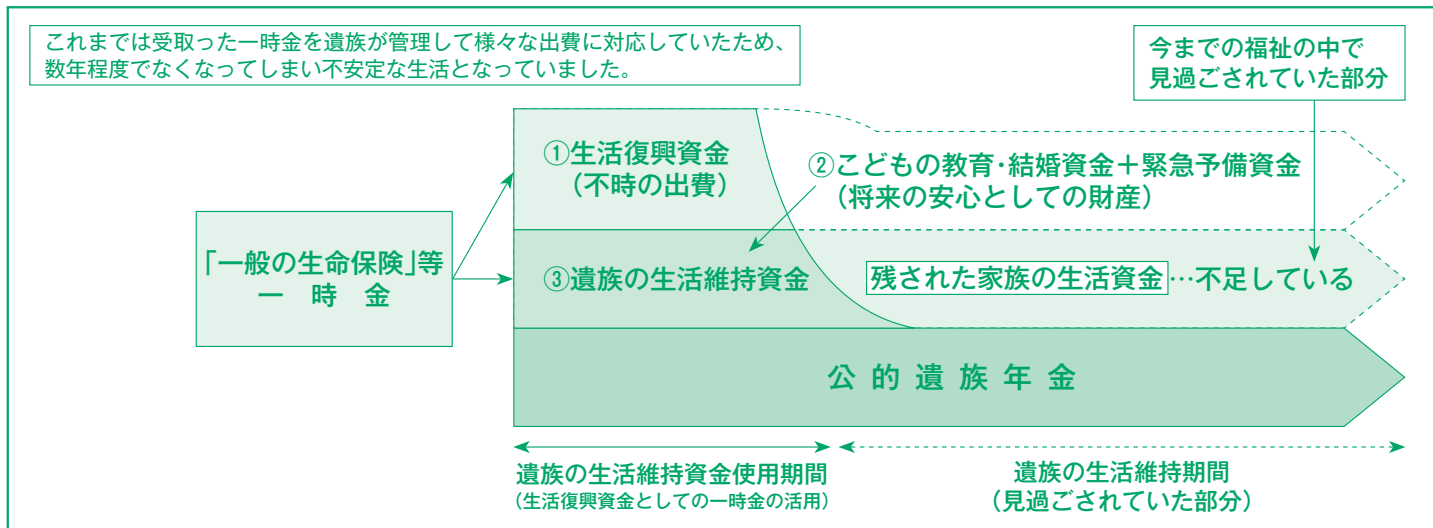 これまでは受取った一時金を遺族が管理して様々な出費に対応していたため、
数年程度でなくなってしまい不安定な生活となっていました。
今までの福祉の中で
見過ごされていた部分
①生活復興資金
（不時の出費）
②こどもの教育・結婚資金＋緊急予備資金
（将来の安心としての財産）
「一般の生命保険」等
一時金
③遺族の生活維持資金
残された家族の生活資金…不足している
公的遺族年金
遺族の生活維持資金使用期間
（生活復興資金としての一時金の活用）
遺族の生活維持期間
（見過ごされていた部分）